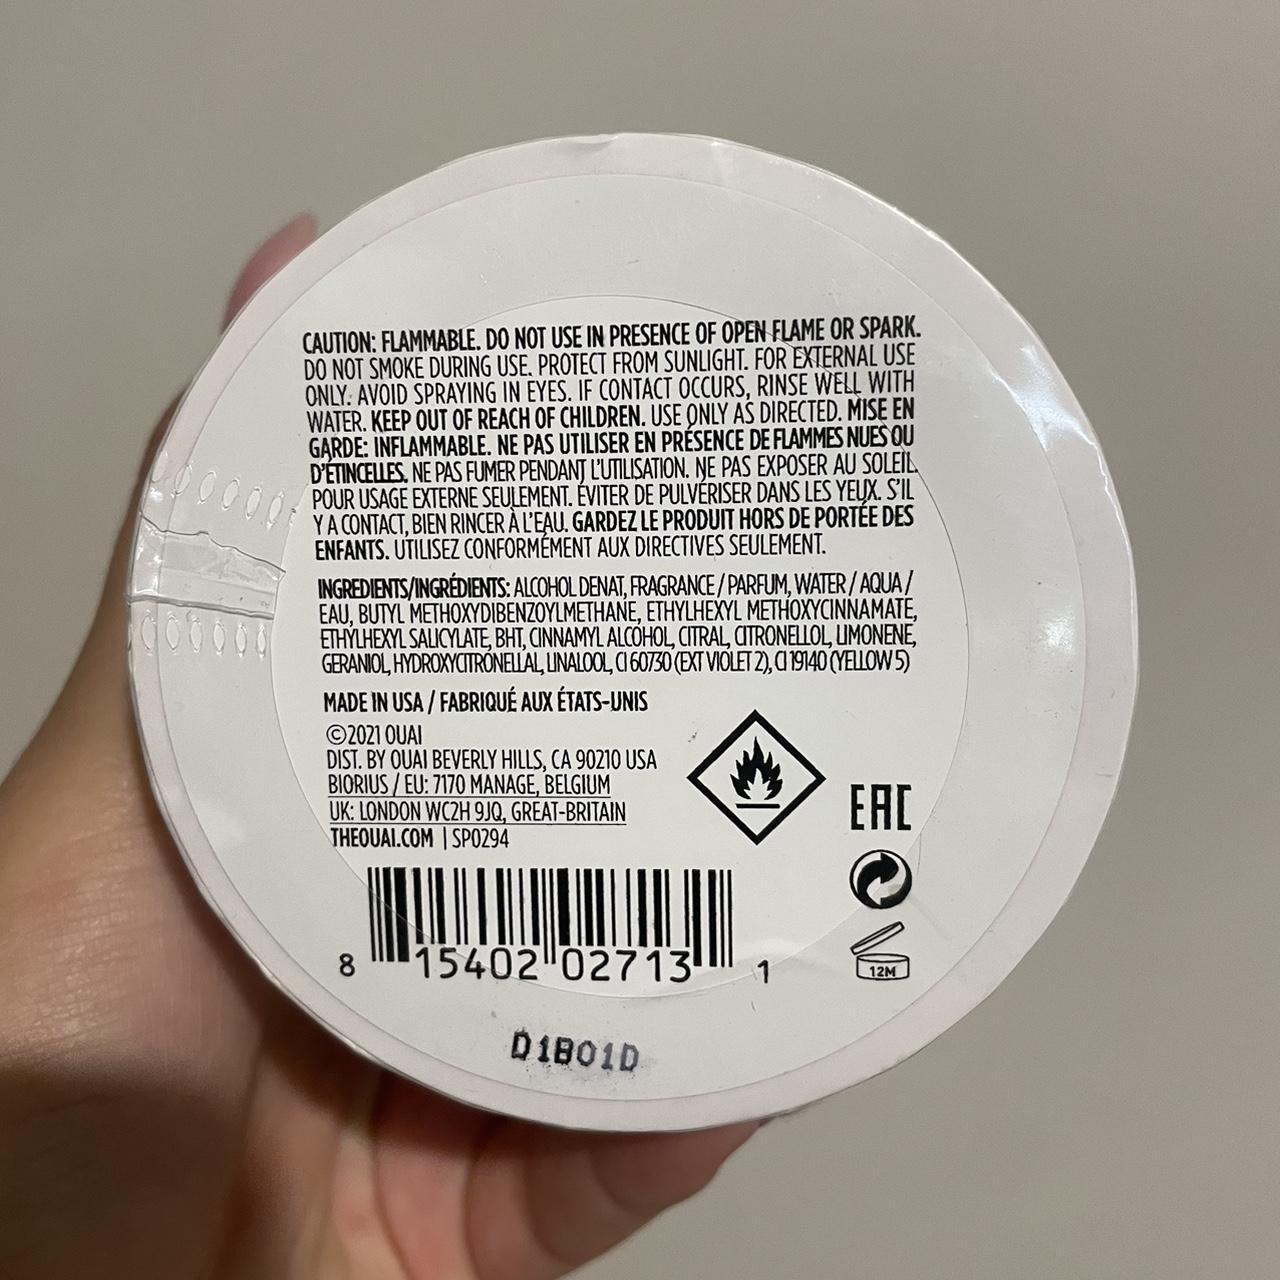 CAUTION: FLAMMABLE. DO NOT USE IN PRESENCE OF OPEN FLAME OR SPARK.
DO NOT SMOKE DURING USE. PROTECT FROM SUNLIGHT. FOR EXTERNAL USE
ONLY. AVOID SPRAYING IN EYES. IF CONTACT OCCURS, RINSE WELL WITH
WATER. KEEP OUT OF REACH OF CHILDREN. USE ONLY AS DIRECTED. MISE EN
GARDE: INFLAMMABLE. NE PAS UTILISER EN PRÉSENCE DE FLAMMES NUES OU
D'ÉTINCELLES. NE PAS FUMER PENDANT L'UTILISATION. NE PAS EXPOSER AU SOLEIL.
POUR USAGE EXTERNE SEULEMENT. ÉVITER DE PULVÉRISER DANS LES YEUX. S'IL
Y A CONTACT, BIEN RINCER À L'EAU. GARDEZ LE PRODUIT HORS DE PORTÉE DES
ENFANTS. UTILISEZ CONFORMÉMENT AUX DIRECTIVES SEULEMENT.
INGREDIENTS/INGRÉDIENTS: ALCOHOL DENAT, FRAGRANCE / PARFUM, WATER / AQUA /
EAU, BUTYL METHOXYDIBENZOYLMETHANE, ETHYLHEXYL METHOXYCINNAMATE,
ETHYLHEXYL SALICYLATE, BHT, CINNAMYL ALCOHOL, CITRAL, CITRONELLOL, LIMONENE,
GERANIOL, HYDROXYCITRONELLAL, LINALOOL, CI 60730 (EXT VIOLET 2), CI 19140 (YELLOW 5)
MADE IN USA / FABRIQUÉ AUX ÉTATS-UNIS
©2021 OUAI
DIST. BY OUAI BEVERLY HILLS, CA 90210 USA
BIORIUS / EU: 7170 MANAGE, BELGIUM
UK: LONDON WC2H 9JQ, GREAT-BRITAIN
THEOUAI.COM | SP0294
EAC
8 15402 02713 1
12M
D1B01D